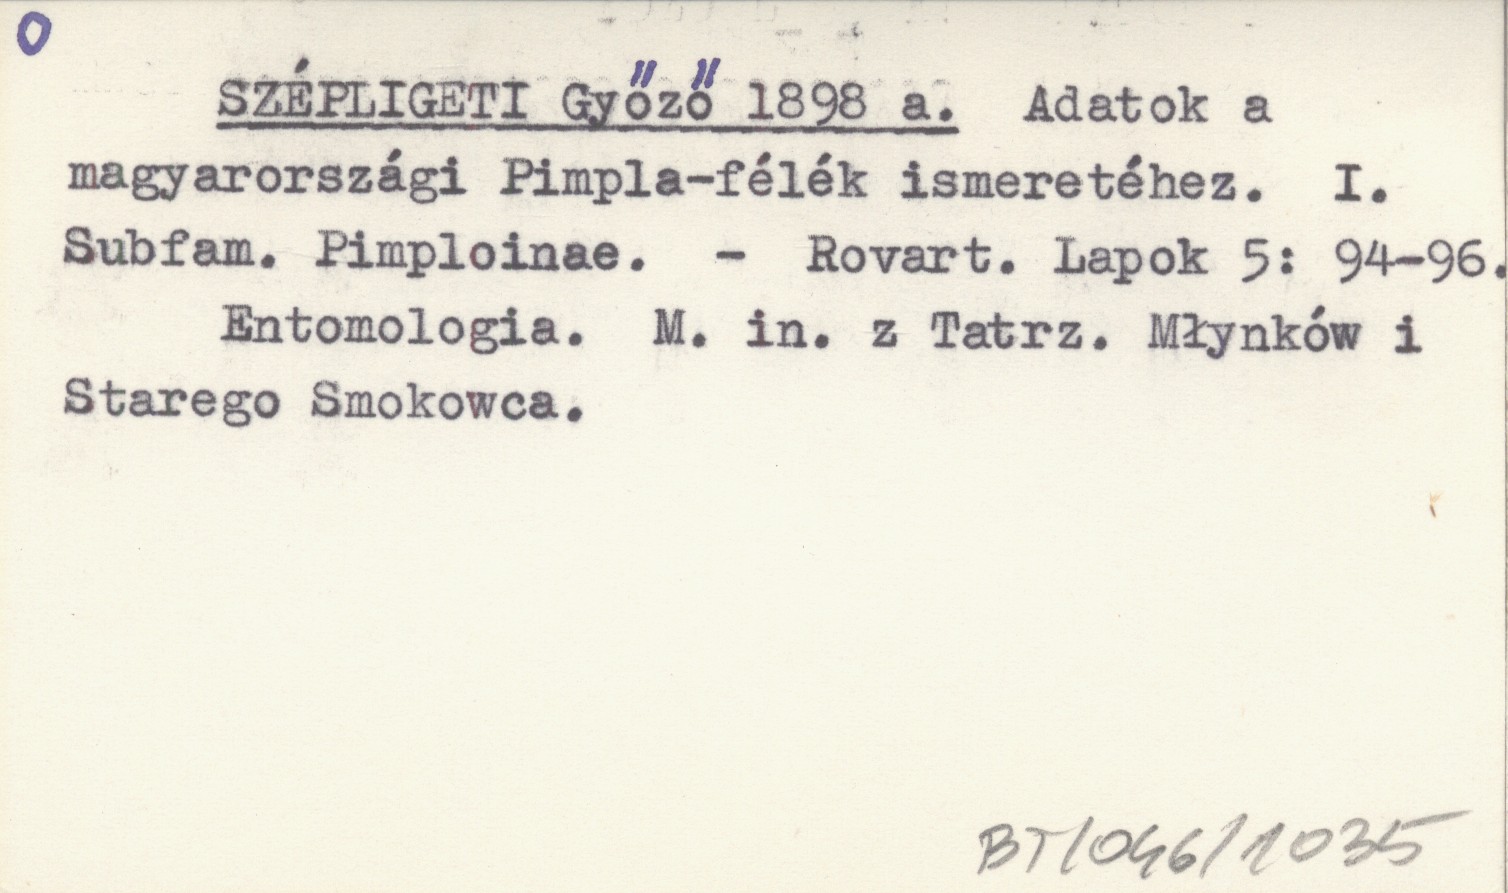 0
SZÉPLIGETI Győző 1898 a. Adatok a
magyarországi Pimpla-félék ismeretéhez. I.
Subfam. Pimploinae. - Rovart. Lapok 5: 94-96.
Entomologia. M. in. z Tatrz. Młynków i
Starego Smokowca.
BT/046/1035